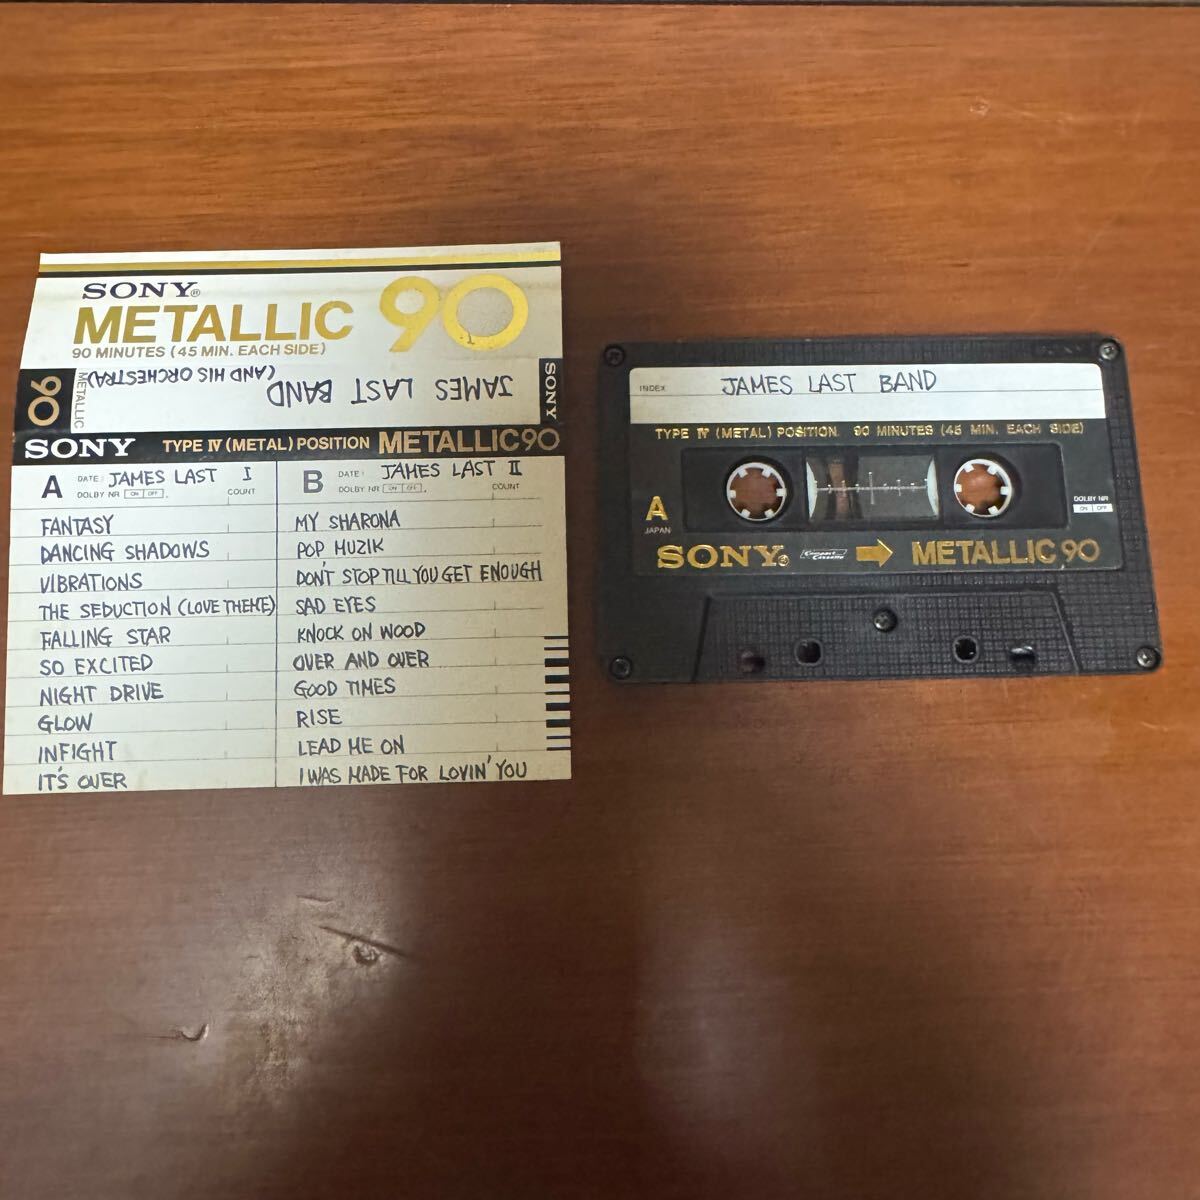 SONY®
METALLIC 90
90 MINUTES (45 MIN. EACH SIDE)
90
METALLIC
JAMES LAST BAND
(AND HIS ORCHESTRA)
SONY
SONY TYPE IV (METAL) POSITION METALLIC90
A DATE: JAMES LAST I
DOLBY NR ON OFF. COUNT
FANTASY
DANCING SHADOWS
VIBRATIONS
THE SEDUCTION (LOVE THEME)
FALLING STAR
SO EXCITED
NIGHT DRIVE
GLOW
INFIGHT
IT'S OVER
B DATE: JAMES LAST II
DOLBY NR ON OFF. COUNT
MY SHARONA
POP MUZIK
DON'T STOP TILL YOU GET ENOUGH
SAD EYES
KNOCK ON WOOD
OVER AND OVER
GOOD TIMES
RISE
LEAD ME ON
I WAS MADE FOR LOVIN' YOU
INDEX JAMES LAST BAND
TYPE IV (METAL) POSITION. 90 MINUTES (45 MIN. EACH SIDE)
A
JAPAN
DOLBY NR
ON OFF
SONY® Compact Cassette METALLIC90